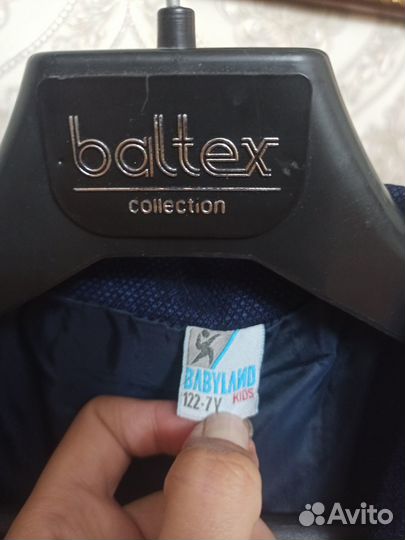 baltex
collection
BABYLAND
KIDS
122-7Y
Avito